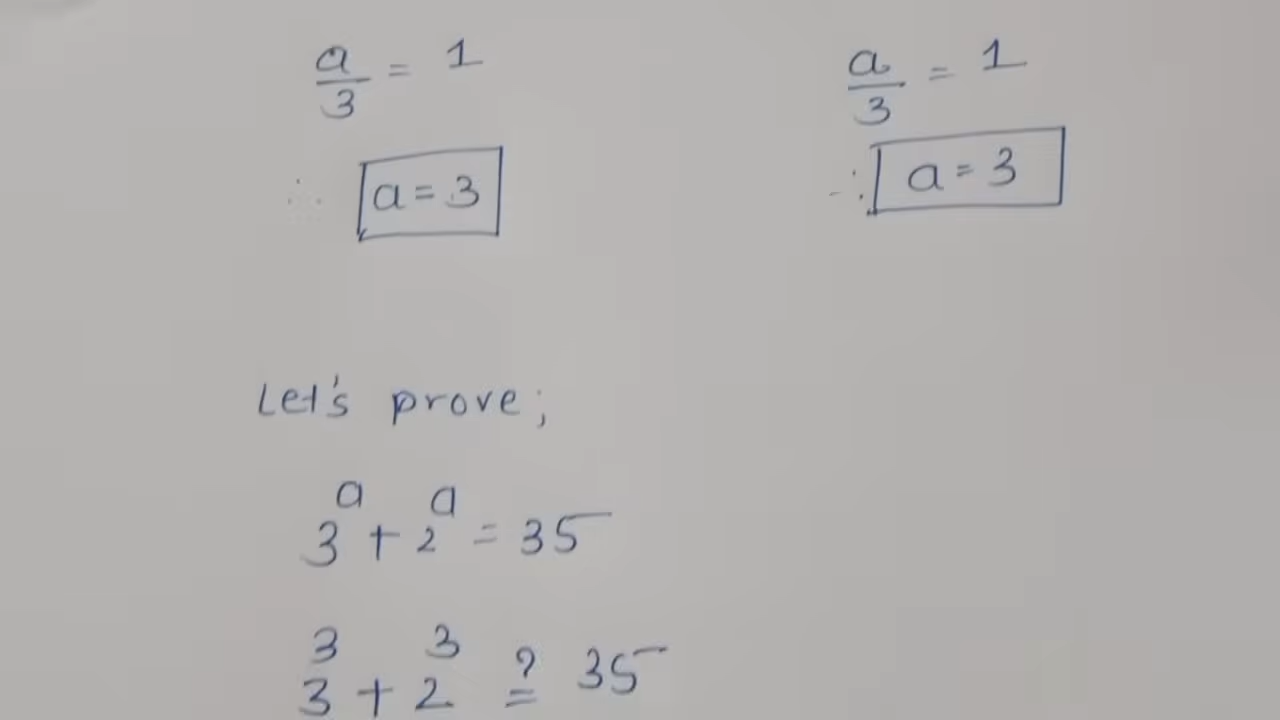 a/3 = 1
a/3 = 1
a = 3
∴ a = 3
Let's prove;
3^a + 2^a = 35
3^3 + 2^3 ≟ 35